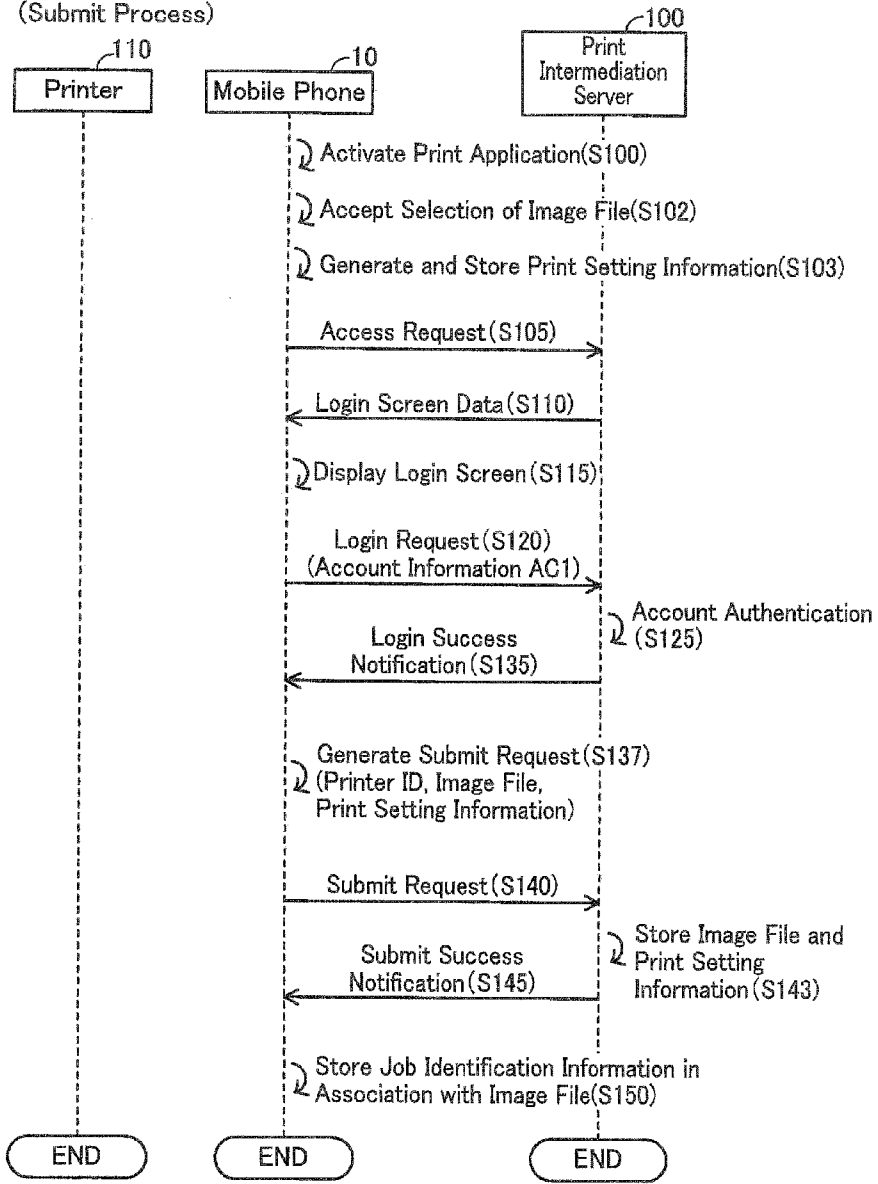 (Submit Process)
110
10
100
Printer
Mobile Phone
Print
Intermediation
Server
Activate Print Application(S100)
Accept Selection of Image File(S102)
Generate and Store Print Setting Information(S103)
Access Request(S105)
Login Screen Data(S110)
Display Login Screen(S115)
Login Request(S120)
(Account Information AC1)
Account Authentication
(S125)
Login Success
Notification(S135)
Generate Submit Request(S137)
(Printer ID, Image File,
Print Setting Information)
Submit Request(S140)
Store Image File and
Print Setting
Information(S143)
Submit Success
Notification(S145)
Store Job Identification Information in
Association with Image File(S150)
END
END
END